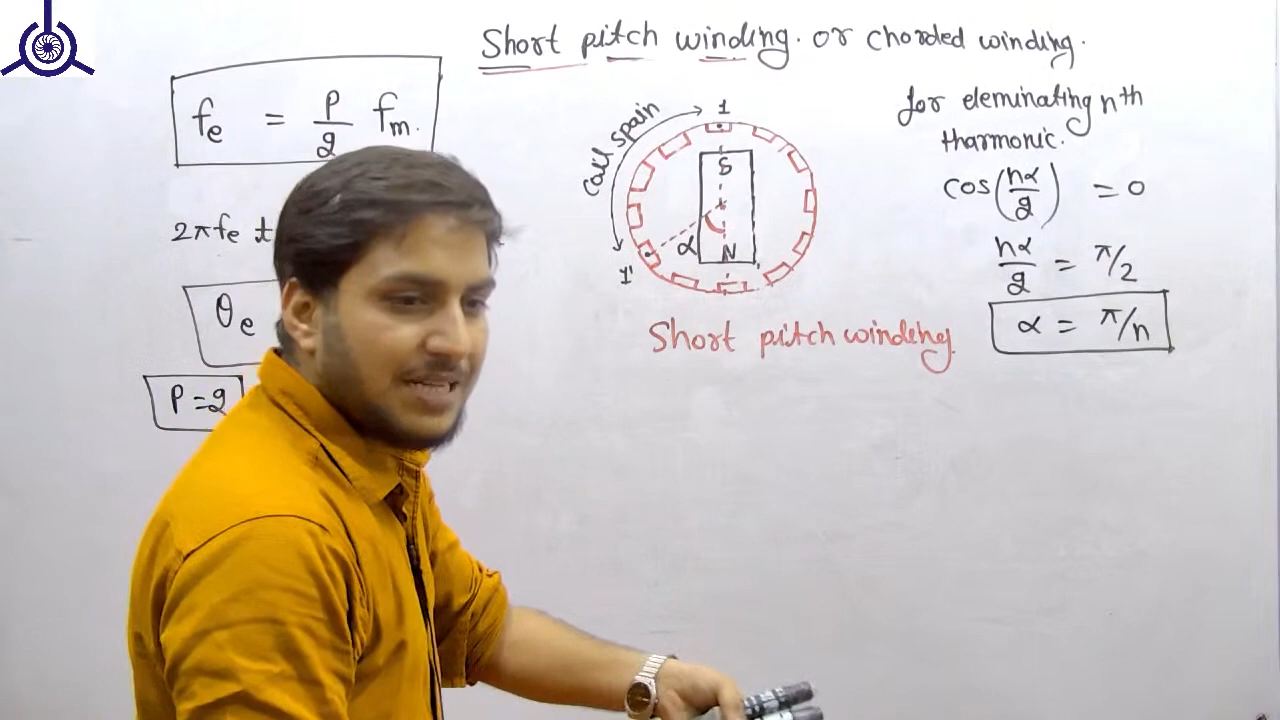 Short pitch winding. or chorded winding.
fe = P/2 fm.
2πfe t
θe
P=2
Coil spain
1
S
N
α
1'
Short pitch winding.
for eleminating nth
tharmonic.
cos(nα/2) = 0
nα/2 = π/2
α = π/n